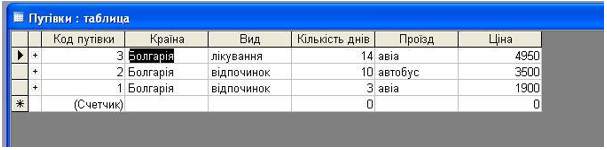 Путівки : таблица
Код путівки Країна Вид Кількість днів Проїзд Ціна
+ 3 Болгарія лікування 14 авіа 4950
+ 2 Болгарія відпочинок 10 автобус 3500
+ 1 Болгарія відпочинок 3 авіа 1900
* (Счетчик) 0 0